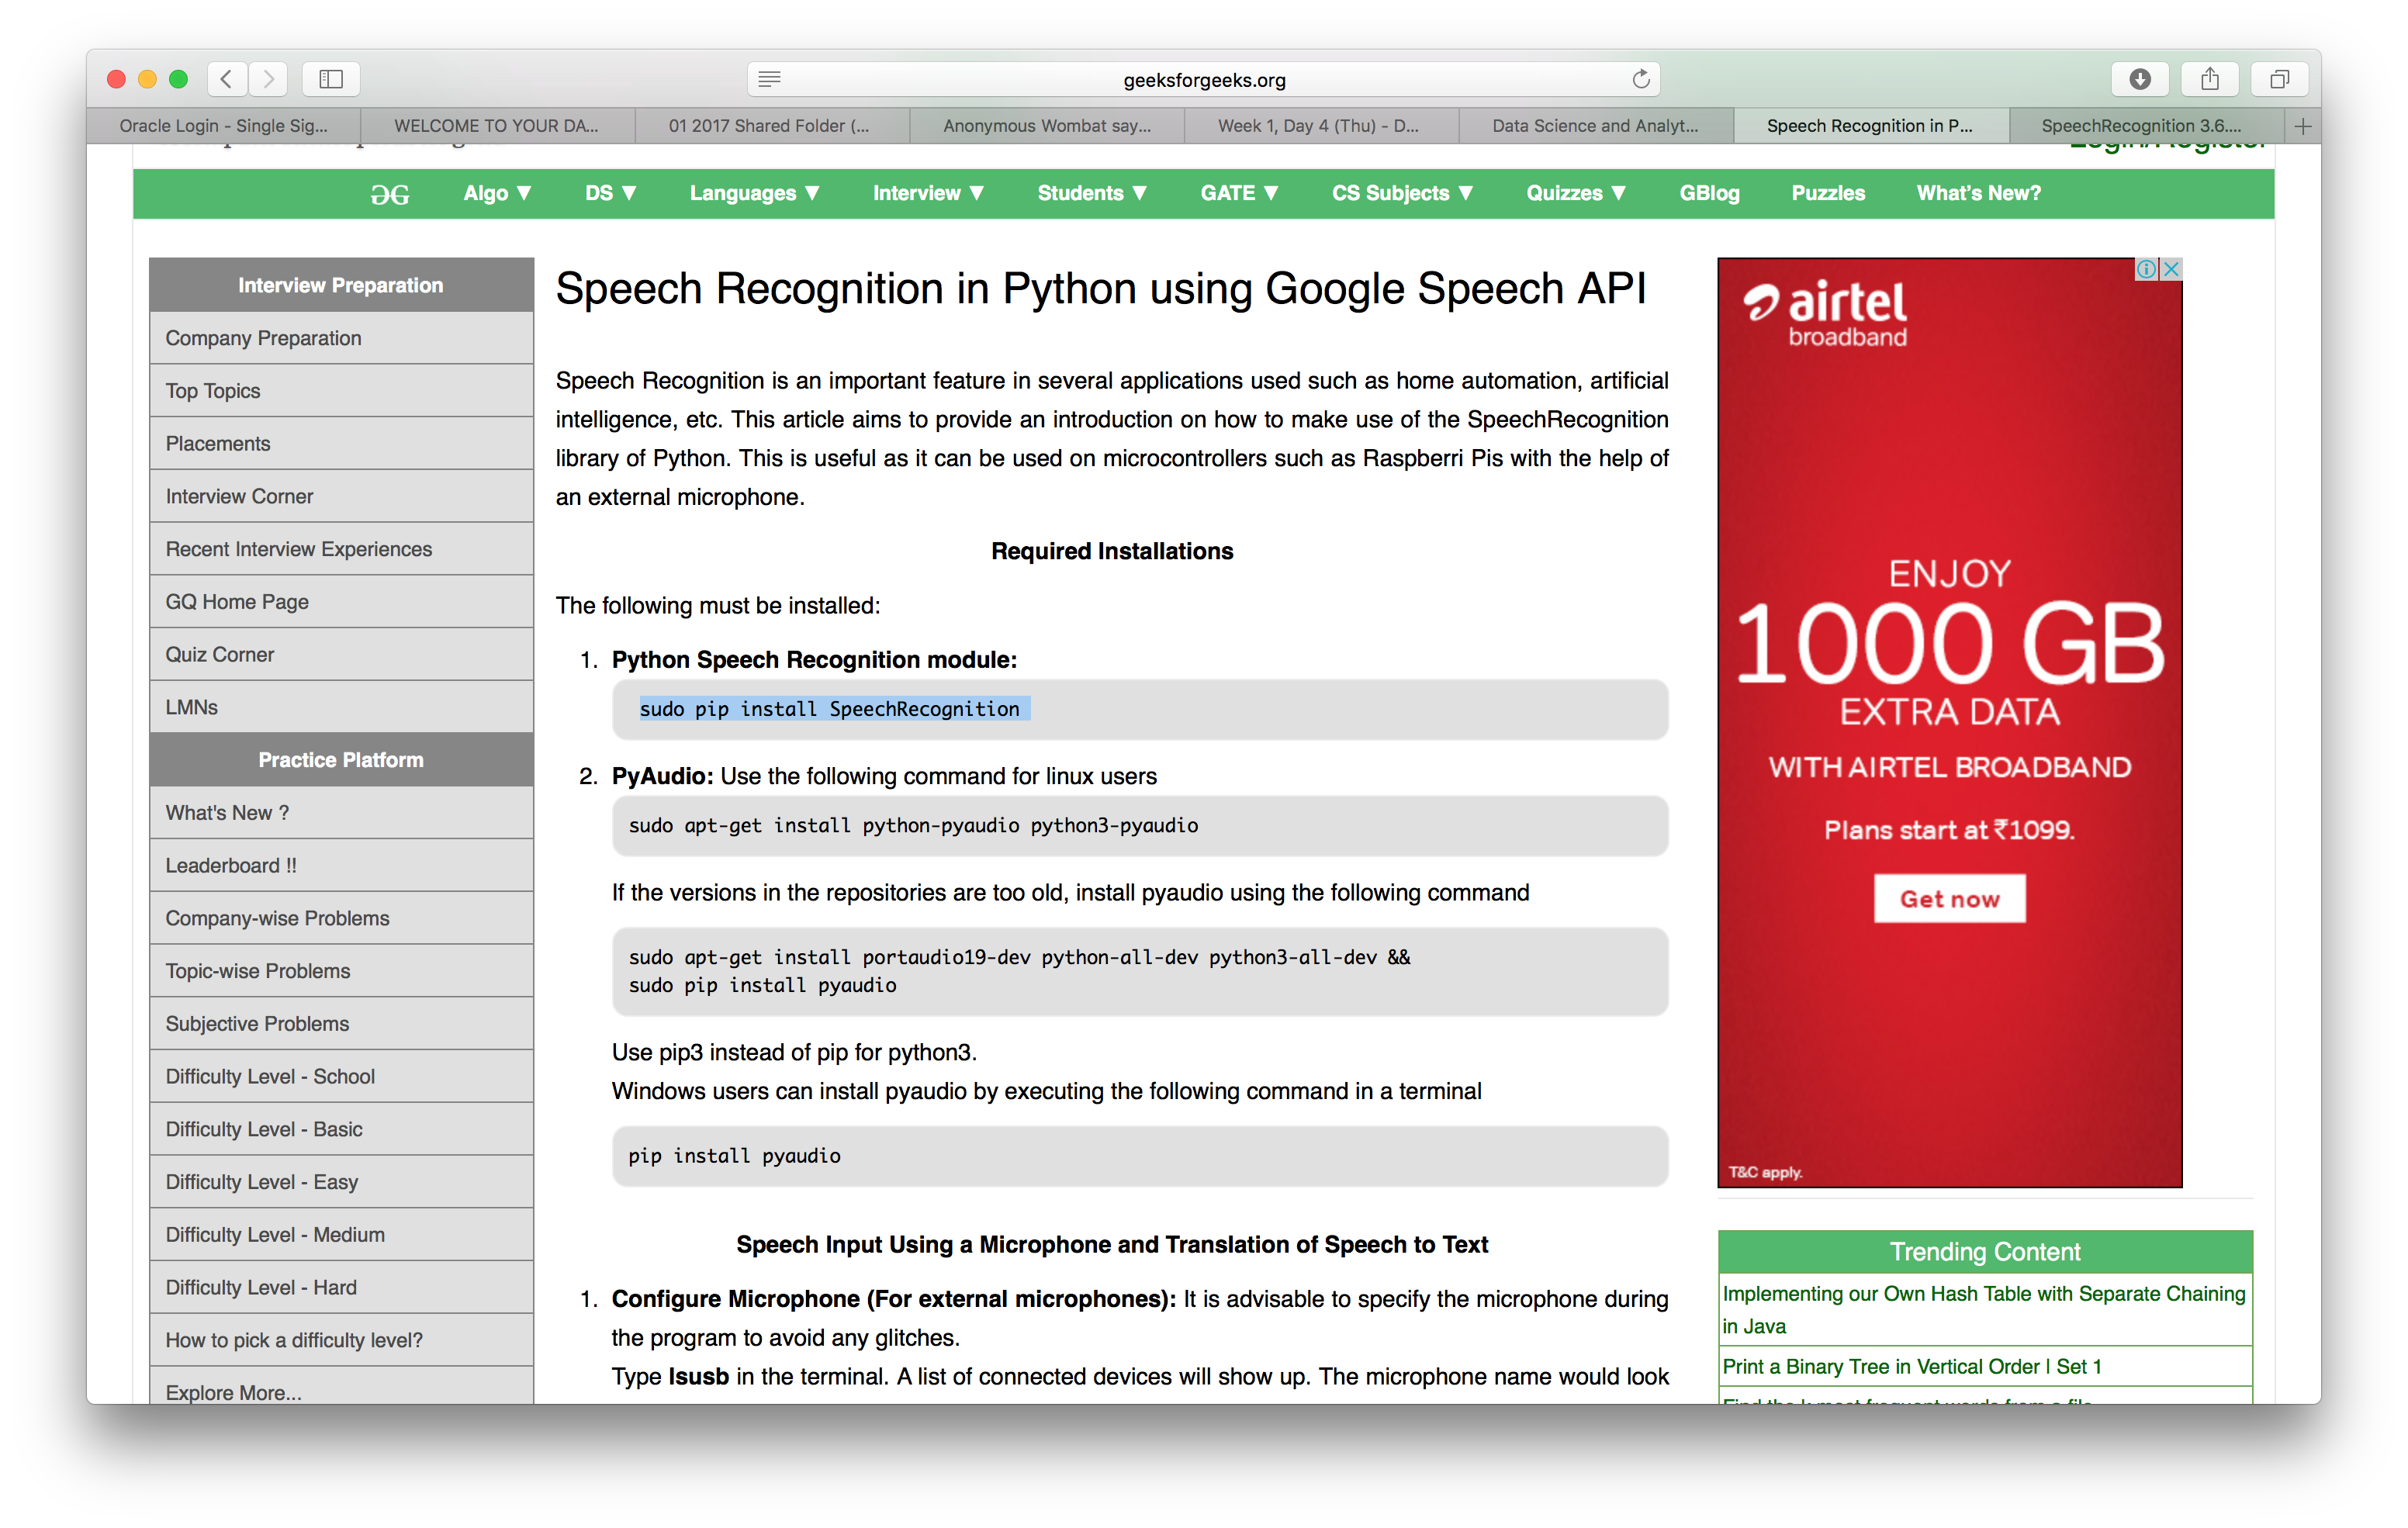 geeksforgeeks.org
Oracle Login - Single Sig...
WELCOME TO YOUR DA...
01 2017 Shared Folder (...
Anonymous Wombat say...
Week 1, Day 4 (Thu) - D...
Data Science and Analyt...
Speech Recognition in P...
SpeechRecognition 3.6....
Login/Register
Algo ▼ DS ▼ Languages ▼ Interview ▼ Students ▼ GATE ▼ CS Subjects ▼ Quizzes ▼ GBlog Puzzles What's New?
Interview Preparation
Company Preparation
Top Topics
Placements
Interview Corner
Recent Interview Experiences
GQ Home Page
Quiz Corner
LMNs
Practice Platform
What's New ?
Leaderboard !!
Company-wise Problems
Topic-wise Problems
Subjective Problems
Difficulty Level - School
Difficulty Level - Basic
Difficulty Level - Easy
Difficulty Level - Medium
Difficulty Level - Hard
How to pick a difficulty level?
Explore More...
Speech Recognition in Python using Google Speech API
Speech Recognition is an important feature in several applications used such as home automation, artificial
intelligence, etc. This article aims to provide an introduction on how to make use of the SpeechRecognition
library of Python. This is useful as it can be used on microcontrollers such as Raspberri Pis with the help of
an external microphone.
Required Installations
The following must be installed:
1. Python Speech Recognition module:
sudo pip install SpeechRecognition
2. PyAudio: Use the following command for linux users
sudo apt-get install python-pyaudio python3-pyaudio
If the versions in the repositories are too old, install pyaudio using the following command
sudo apt-get install portaudio19-dev python-all-dev python3-all-dev &&
sudo pip install pyaudio
Use pip3 instead of pip for python3.
Windows users can install pyaudio by executing the following command in a terminal
pip install pyaudio
Speech Input Using a Microphone and Translation of Speech to Text
1. Configure Microphone (For external microphones): It is advisable to specify the microphone during
the program to avoid any glitches.
Type lsusb in the terminal. A list of connected devices will show up. The microphone name would look
airtel
broadband
ENJOY
1000 GB
EXTRA DATA
WITH AIRTEL BROADBAND
Plans start at ₹1099.
Get now
T&C apply.
Trending Content
Implementing our Own Hash Table with Separate Chaining
in Java
Print a Binary Tree in Vertical Order | Set 1
Find the k most frequent words from a file